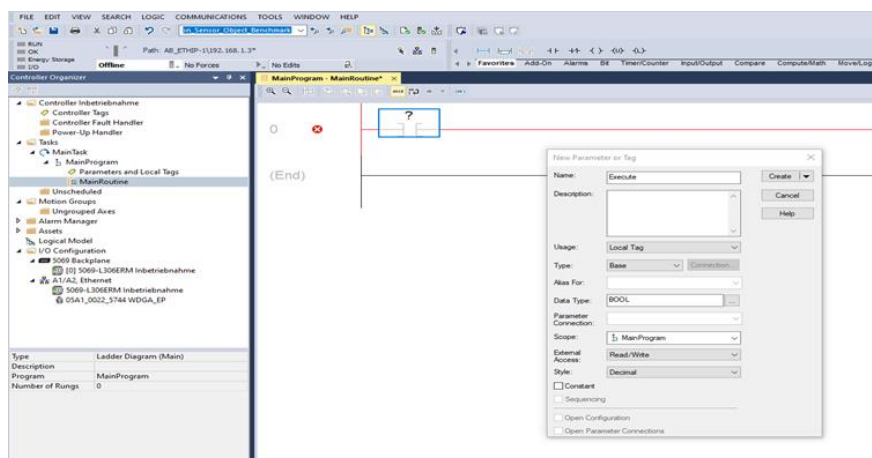 FILE EDIT VIEW SEARCH LOGIC COMMUNICATIONS TOOLS WINDOW HELP
on_Sensor_Object_Benchmark
RUN
OK
Energy Storage
I/O
Path: AB_ETHIP-1\192.168.1.3*
Offline
No Forces
No Edits
Favorites Add-On Alarms Bit Timer/Counter Input/Output Compare Compute/Math Move/Log
Controller Organizer
MainProgram - MainRoutine*
Controller Inbetriebnahme
Controller Tags
Controller Fault Handler
Power-Up Handler
Tasks
MainTask
MainProgram
Parameters and Local Tags
MainRoutine
Unscheduled
Motion Groups
Ungrouped Axes
Alarm Manager
Assets
Logical Model
I/O Configuration
5069 Backplane
[0] 5069-L306ERM Inbetriebnahme
A1/A2, Ethernet
5069-L306ERM Inbetriebnahme
05A1_0022_5744 WDGA_EP
Type Ladder Diagram (Main)
Description
Program MainProgram
Number of Rungs 0
0
?
(End)
New Parameter or Tag
Name: Execute
Create
Description:
Cancel
Help
Usage: Local Tag
Type: Base
Connection...
Alias For:
Data Type: BOOL
...
Parameter
Connection:
Scope: MainProgram
External
Access: Read/Write
Style: Decimal
Constant
Sequencing
Open Configuration
Open Parameter Connections